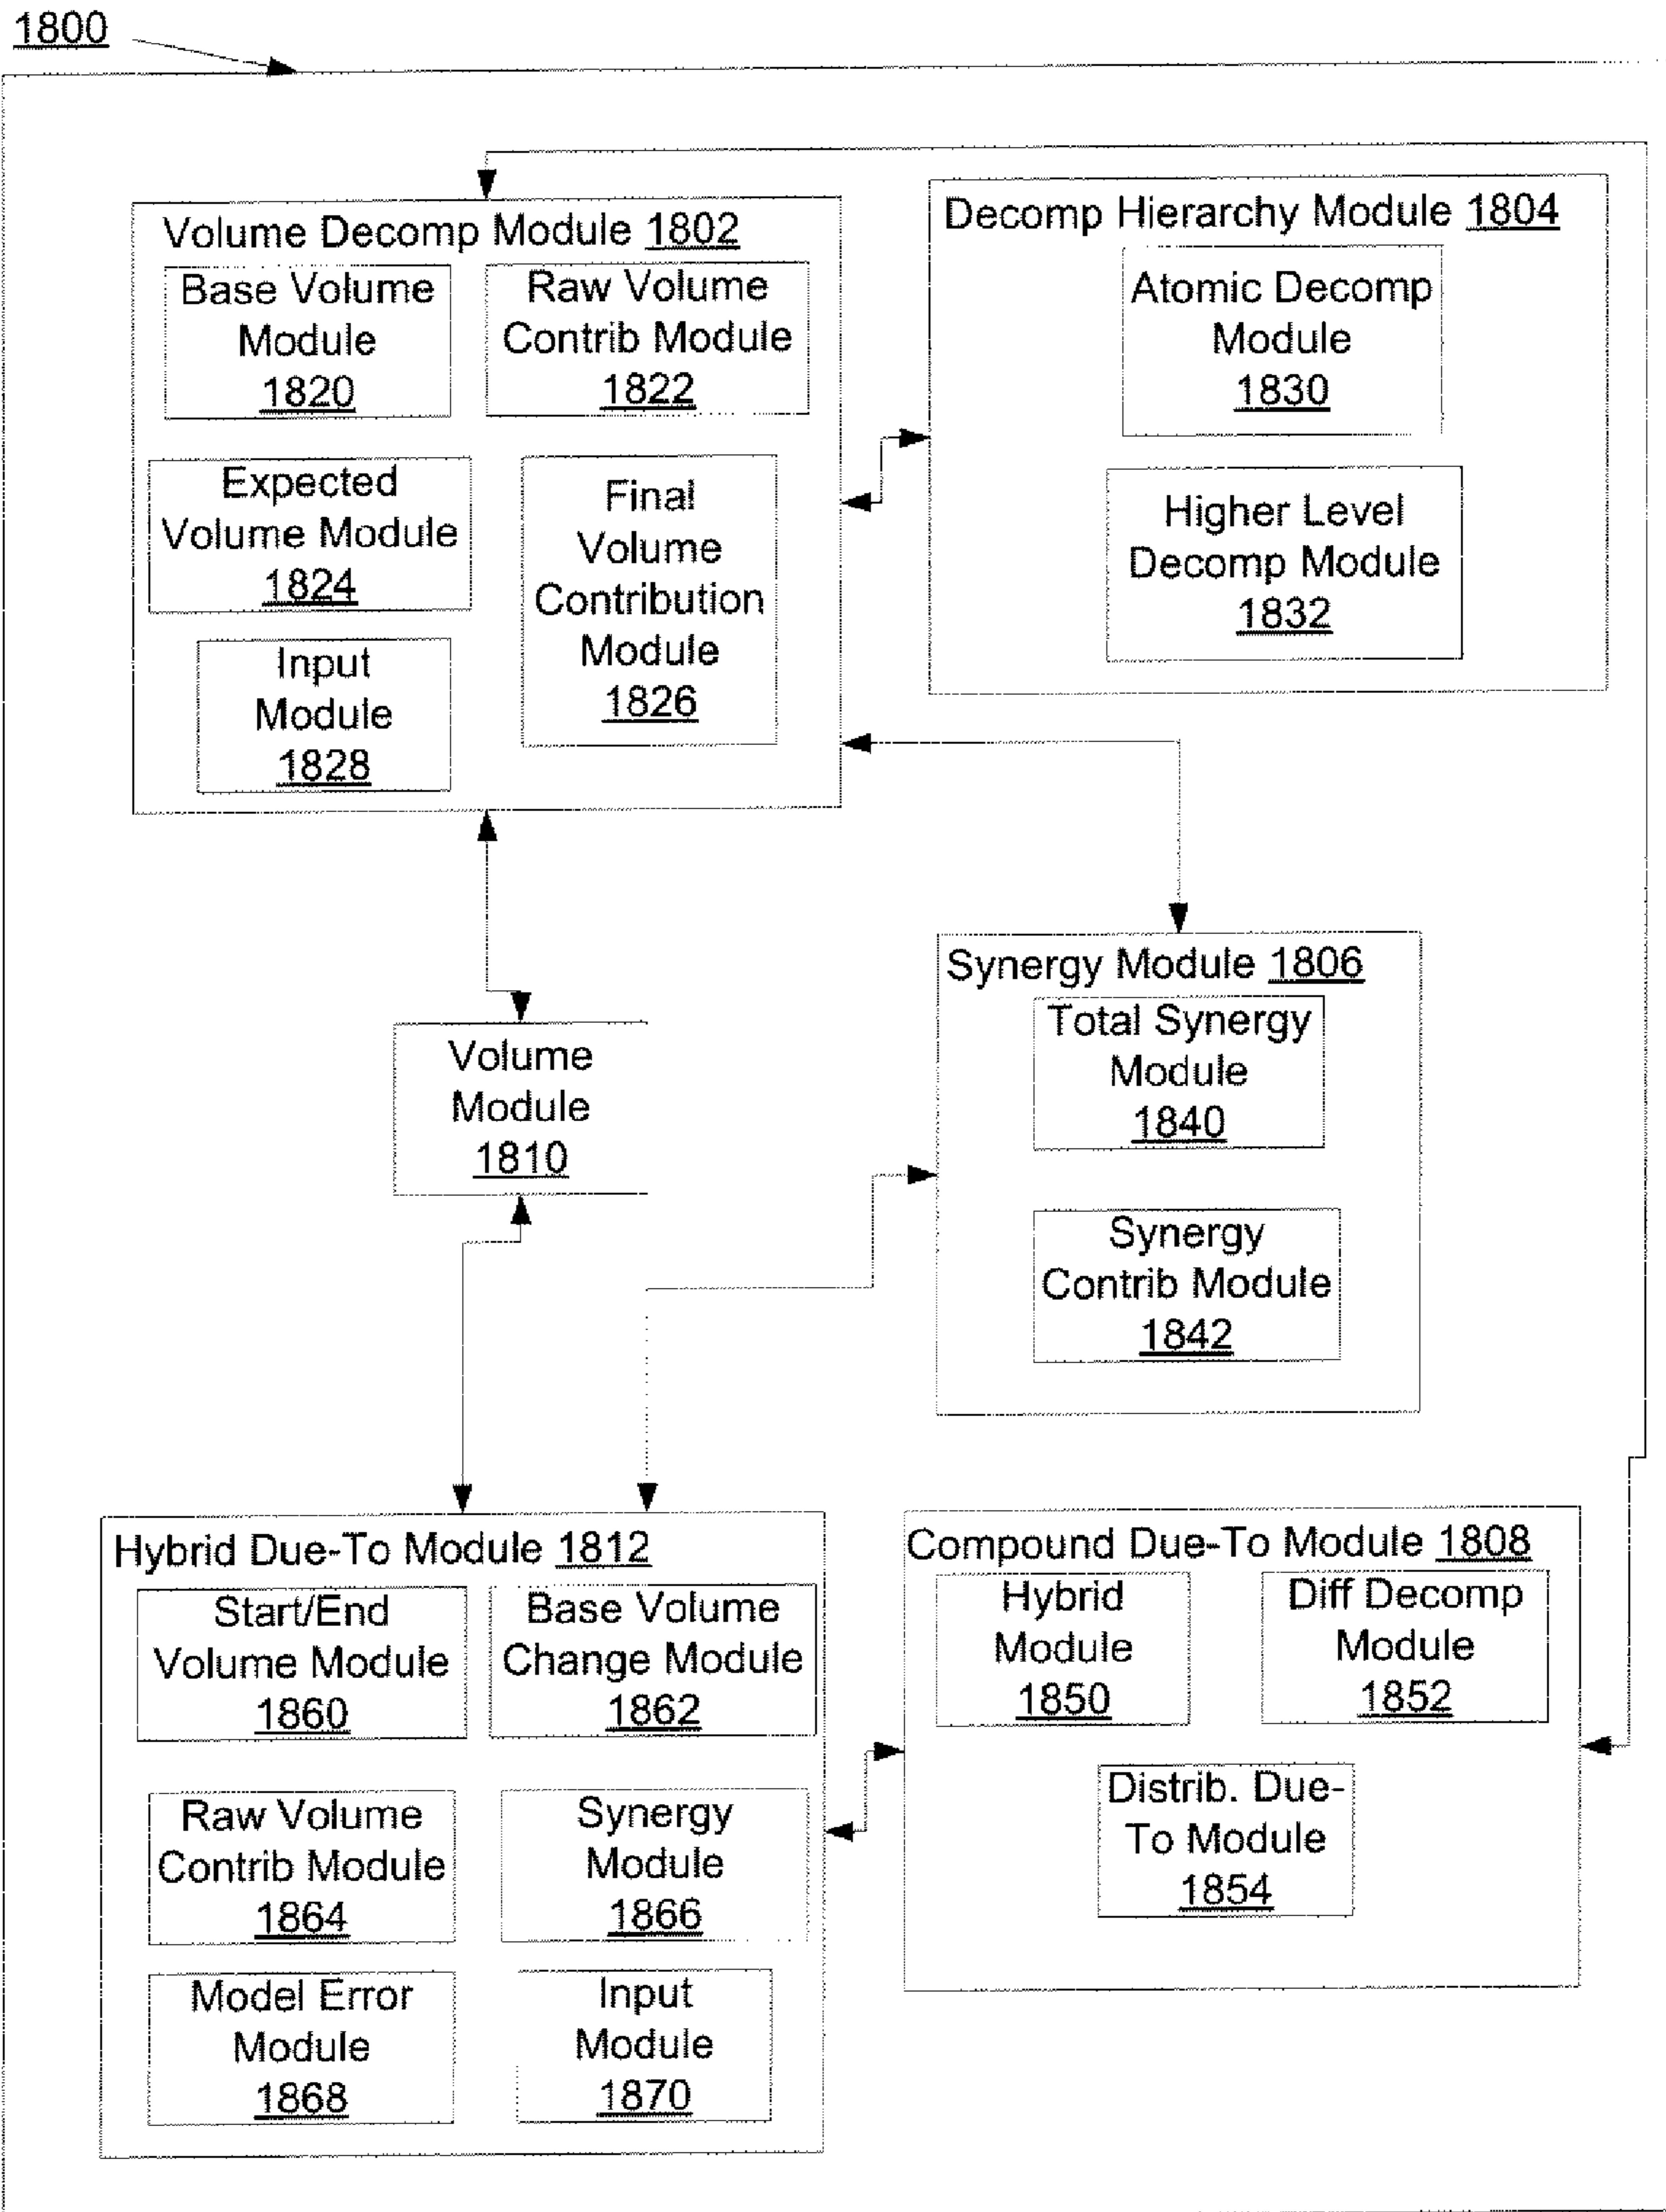 1800
Volume Decomp Module 1802
Base Volume
Module
1820
Raw Volume
Contrib Module
1822
Expected
Volume Module
1824
Final
Volume
Contribution
Module
1826
Input
Module
1828
Decomp Hierarchy Module 1804
Atomic Decomp
Module
1830
Higher Level
Decomp Module
1832
Volume
Module
1810
Synergy Module 1806
Total Synergy
Module
1840
Synergy
Contrib Module
1842
Hybrid Due-To Module 1812
Start/End
Volume Module
1860
Base Volume
Change Module
1862
Raw Volume
Contrib Module
1864
Synergy
Module
1866
Model Error
Module
1868
Input
Module
1870
Compound Due-To Module 1808
Hybrid
Module
1850
Diff Decomp
Module
1852
Distrib. Due-
To Module
1854